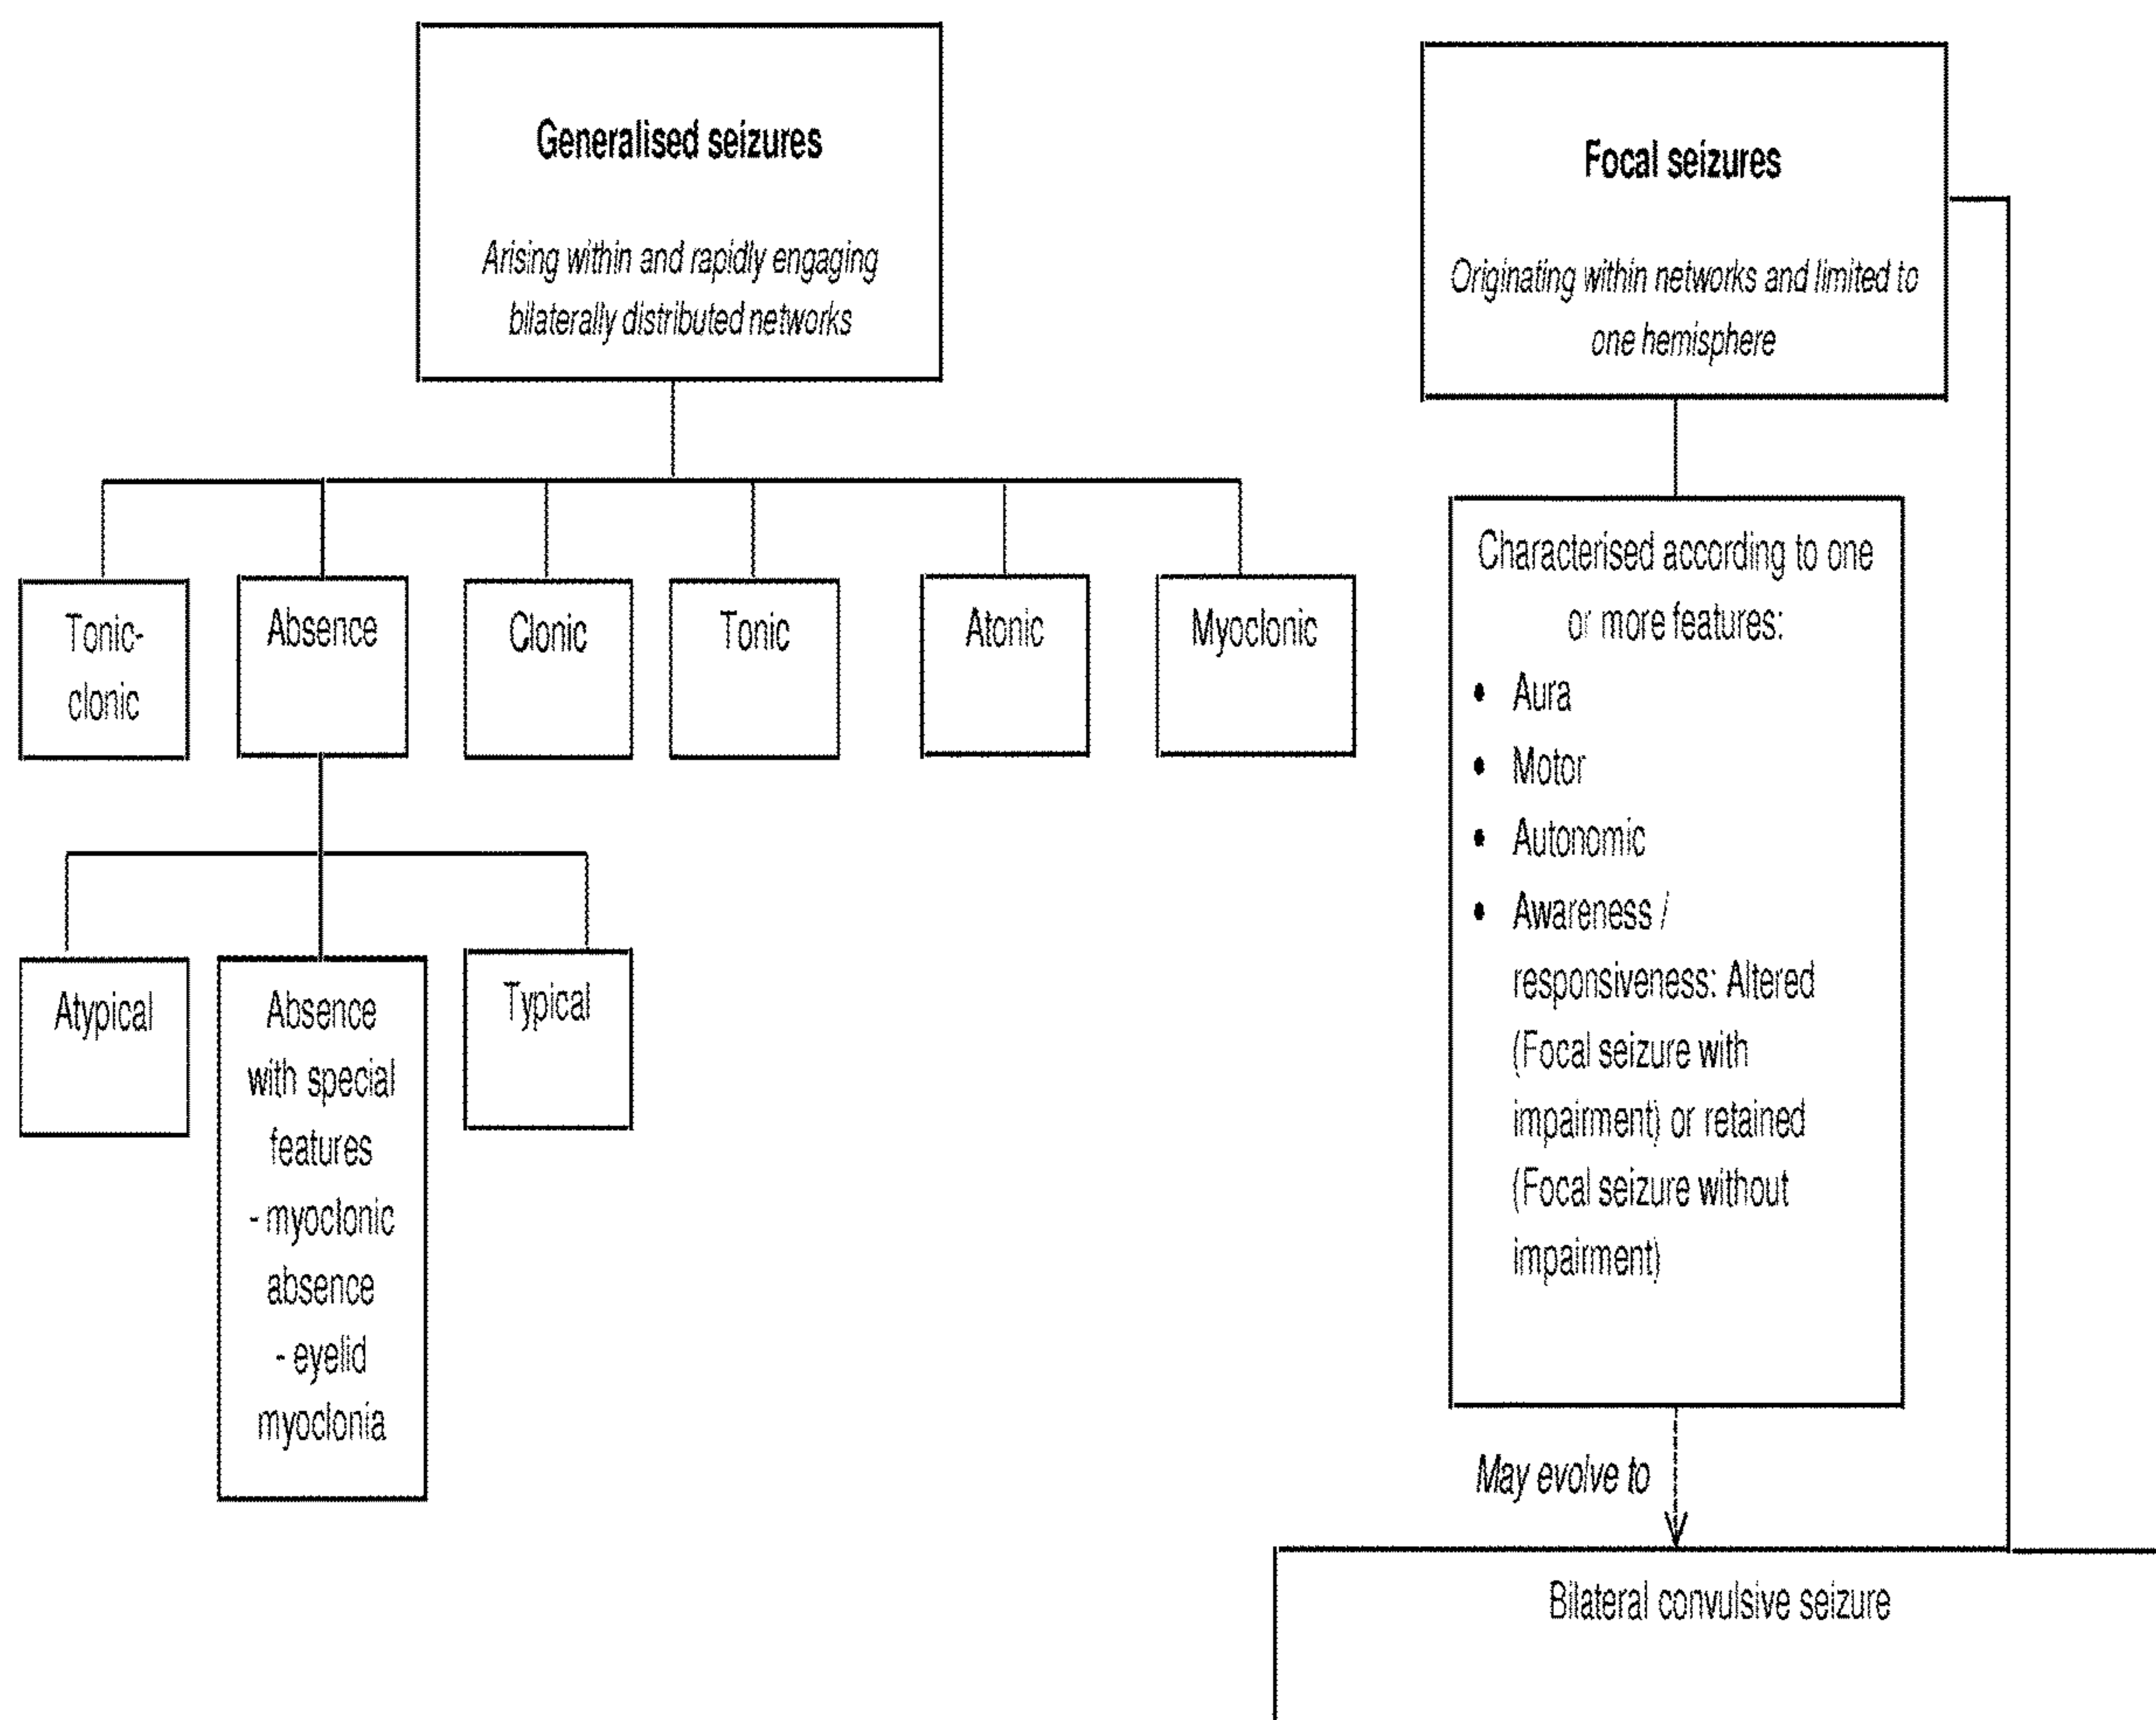 Generalised seizures
Arising within and rapidly engaging
bilaterally distributed networks
Tonic-
clonic
Absence
Clonic
Tonic
Atonic
Myoclonic
Atypical
Absence
with special
features
- myoclonic
absence
- eyelid
myoclonia
Typical
Focal seizures
Originating within networks and limited to
one hemisphere
Characterised according to one
or more features:
• Aura
• Motor
• Autonomic
• Awareness /
responsiveness: Altered
(Focal seizure with
impairment) or retained
(Focal seizure without
impairment)
May evolve to
Bilateral convulsive seizure